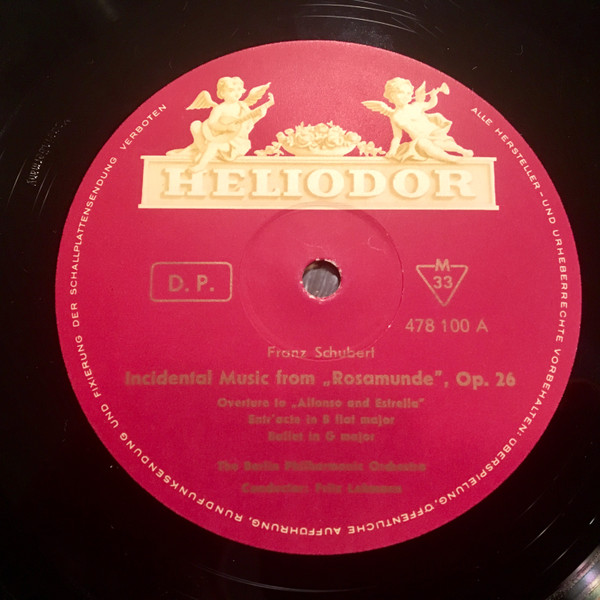 HELIODOR
D. P.
M
33
478 100 A
Franz Schubert
Incidental Music from „Rosamunde”, Op. 26
Overture to „Alfonso and Estrella”
Entr'acte in B flat major
Ballet in G major
The Berlin Philharmonic Orchestra
Conductor: Fritz Lehmann
ALLE HERSTELLER- UND URHEBERRECHTE VORBEHALTEN: ÜBERSPIELUNG, ÖFFENTLICHE AUFFÜHRUNG, RUNDFUNKSENDUNG UND FIXIERUNG DER SCHALLPLATTENSENDUNG VERBOTEN